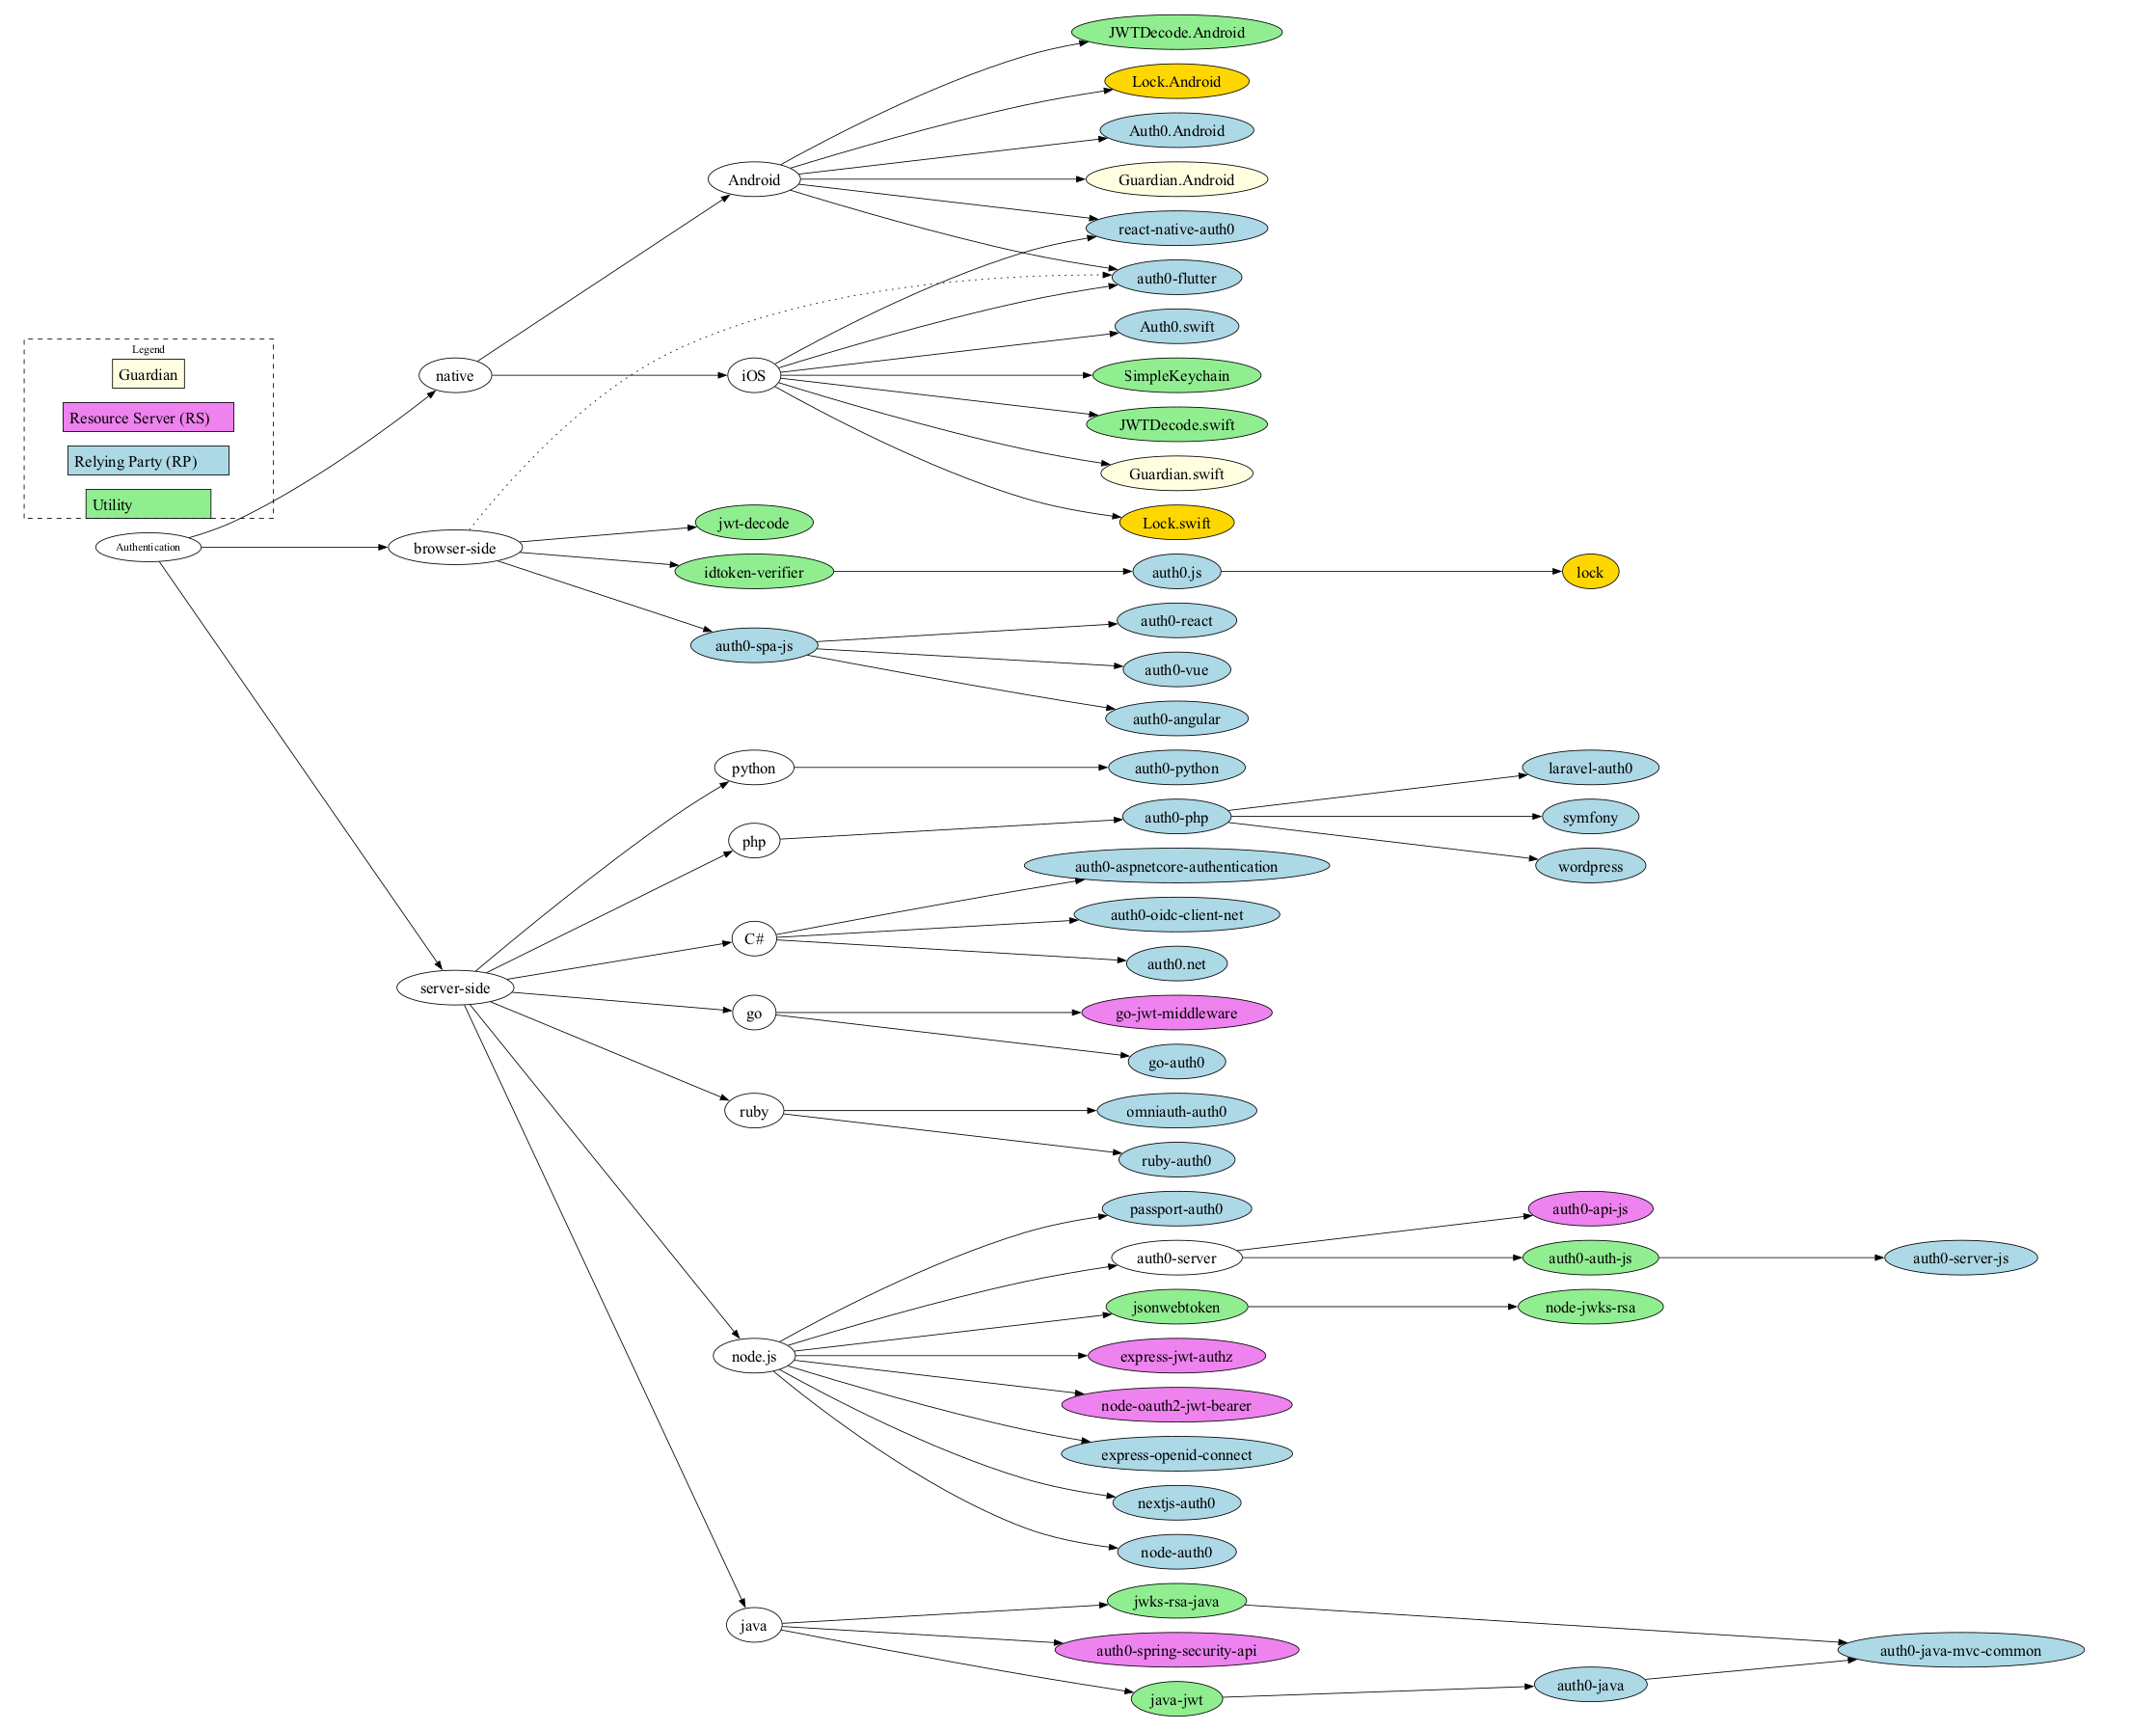 Legend
Guardian
Resource Server (RS)
Relying Party (RP)
Utility
Authentication
native
browser-side
server-side
Android
iOS
jwt-decode
idtoken-verifier
auth0-spa-js
python
php
C#
go
ruby
node.js
java
JWTDecode.Android
Lock.Android
Auth0.Android
Guardian.Android
react-native-auth0
auth0-flutter
Auth0.swift
SimpleKeychain
JWTDecode.swift
Guardian.swift
Lock.swift
auth0.js
auth0-react
auth0-vue
auth0-angular
auth0-python
auth0-php
auth0-aspnetcore-authentication
auth0-oidc-client-net
auth0.net
go-jwt-middleware
go-auth0
omniauth-auth0
ruby-auth0
passport-auth0
auth0-server
jsonwebtoken
express-jwt-authz
node-oauth2-jwt-bearer
express-openid-connect
nextjs-auth0
node-auth0
jwks-rsa-java
auth0-spring-security-api
java-jwt
lock
laravel-auth0
symfony
wordpress
auth0-api-js
auth0-auth-js
node-jwks-rsa
auth0-java
auth0-server-js
auth0-java-mvc-common